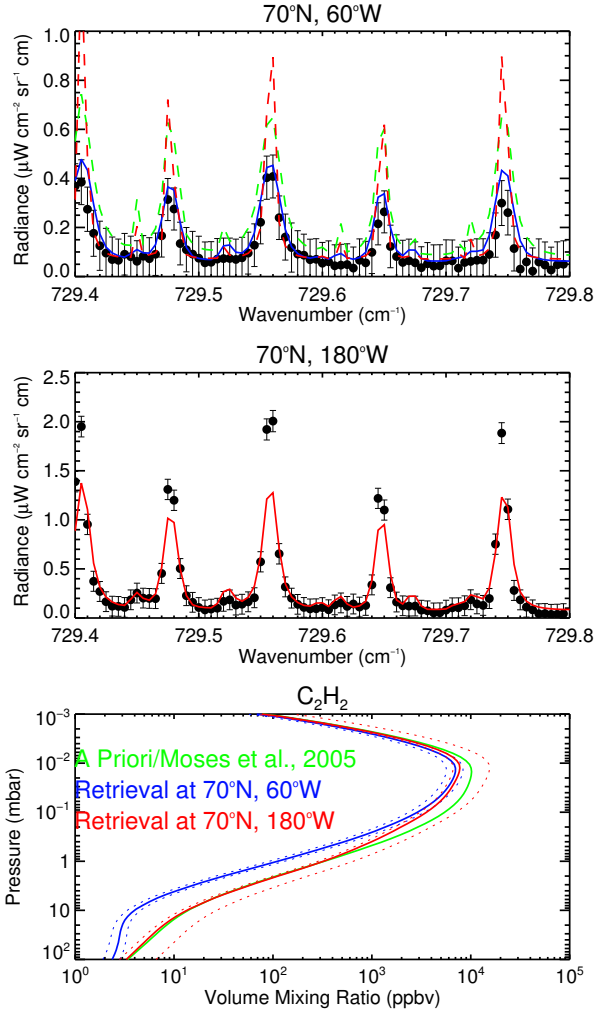 70°N, 60°W
Radiance (μW cm⁻² sr⁻¹ cm)
1.0
0.8
0.6
0.4
0.2
0.0
729.4 729.5 729.6 729.7 729.8
Wavenumber (cm⁻¹)
70°N, 180°W
Radiance (μW cm⁻² sr⁻¹ cm)
2.5
2.0
1.5
1.0
0.5
0.0
729.4 729.5 729.6 729.7 729.8
Wavenumber (cm⁻¹)
C₂H₂
Pressure (mbar)
10⁻³
10⁻²
10⁻¹
1
10
10²
A Priori/Moses et al., 2005
Retrieval at 70°N, 60°W
Retrieval at 70°N, 180°W
10⁰ 10¹ 10² 10³ 10⁴ 10⁵
Volume Mixing Ratio (ppbv)